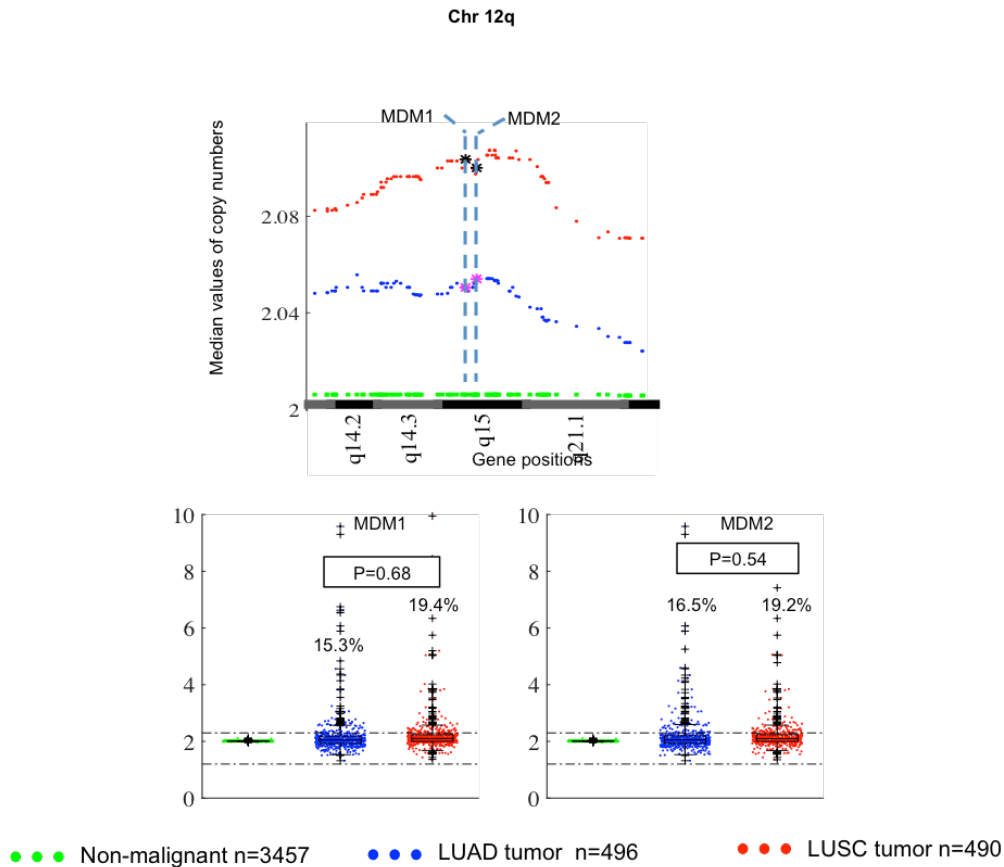 Chr 12q
MDM1
MDM2
Median values of copy numbers
2.08
2.04
2
q14.2
q14.3
q15
q21.1
Gene positions
10
8
6
4
2
0
MDM1
P=0.68
15.3%
19.4%
10
8
6
4
2
0
MDM2
P=0.54
16.5%
19.2%
Non-malignant n=3457
LUAD tumor n=496
LUSC tumor n=490